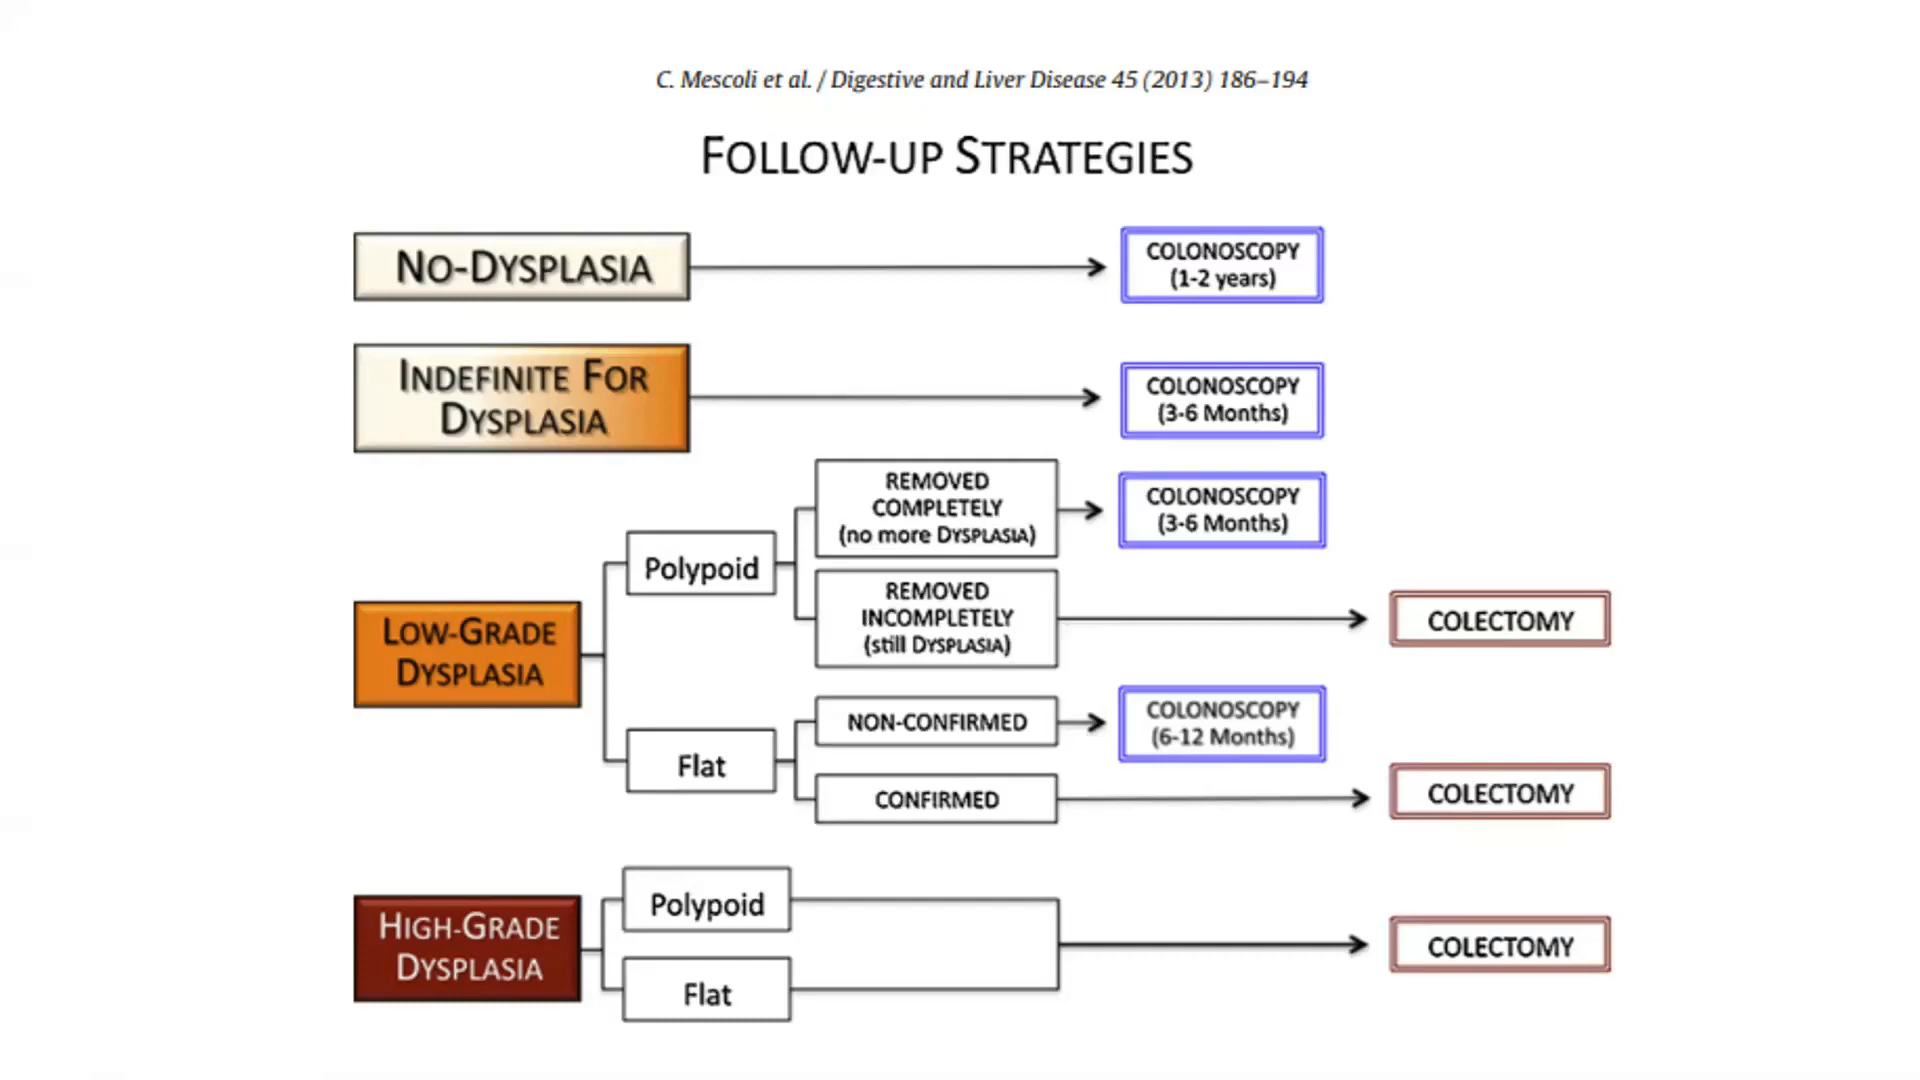 C. Mescoli et al. / Digestive and Liver Disease 45 (2013) 186–194
FOLLOW-UP STRATEGIES
NO-DYSPLASIA
COLONOSCOPY
(1-2 years)
INDEFINITE FOR
DYSPLASIA
COLONOSCOPY
(3-6 Months)
LOW-GRADE
DYSPLASIA
Polypoid
REMOVED
COMPLETELY
(no more DYSPLASIA)
COLONOSCOPY
(3-6 Months)
REMOVED
INCOMPLETELY
(still DYSPLASIA)
COLECTOMY
Flat
NON-CONFIRMED
COLONOSCOPY
(6-12 Months)
CONFIRMED
COLECTOMY
HIGH-GRADE
DYSPLASIA
Polypoid
Flat
COLECTOMY